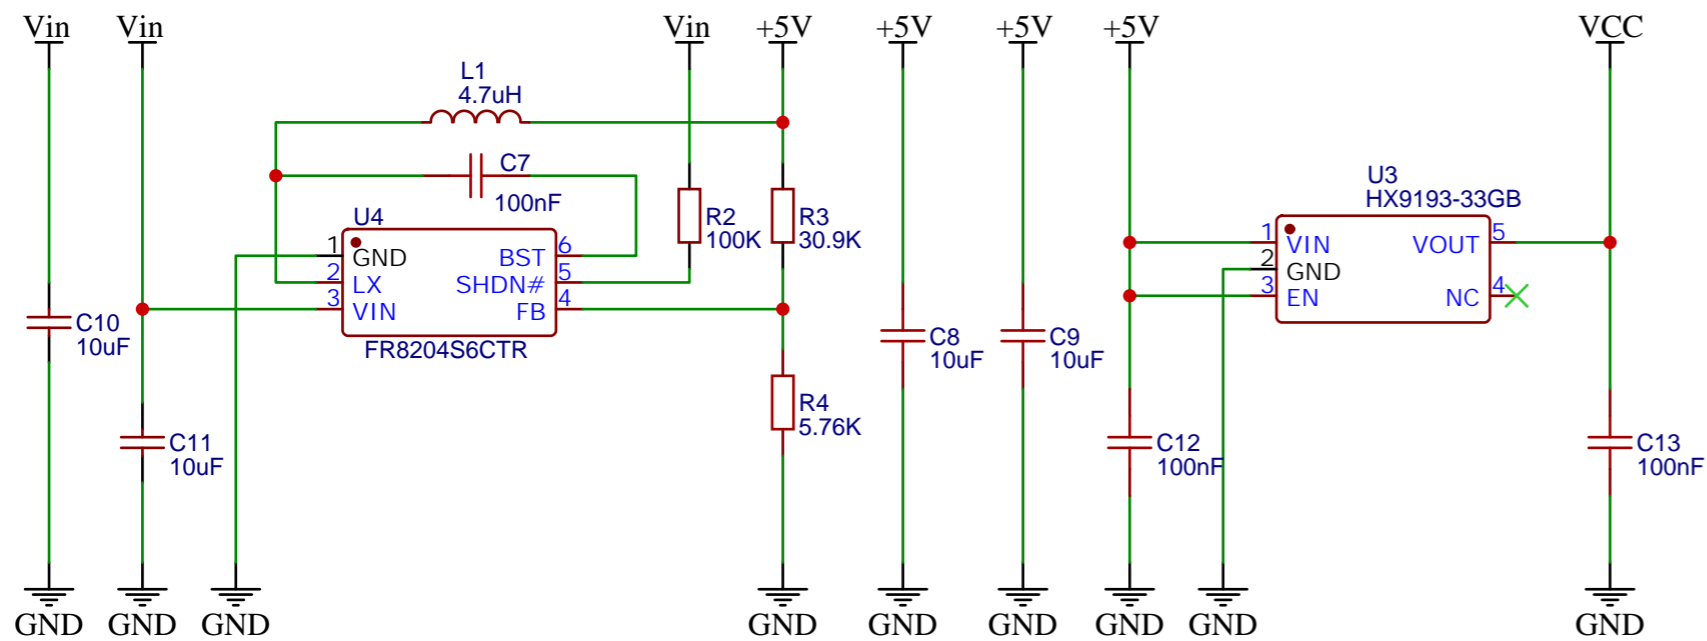 Vin
Vin
Vin
+5V
+5V
+5V
+5V
VCC
L1
4.7uH
C7
100nF
U4
1
GND
2
LX
3
VIN
BST
6
SHDN#
5
FB
4
FR8204S6CTR
R2
100K
R3
30.9K
R4
5.76K
C10
10uF
C11
10uF
C8
10uF
C9
10uF
U3
HX9193-33GB
1
VIN
2
GND
3
EN
VOUT
5
NC
4
C12
100nF
C13
100nF
GND
GND
GND
GND
GND
GND
GND
GND
GND